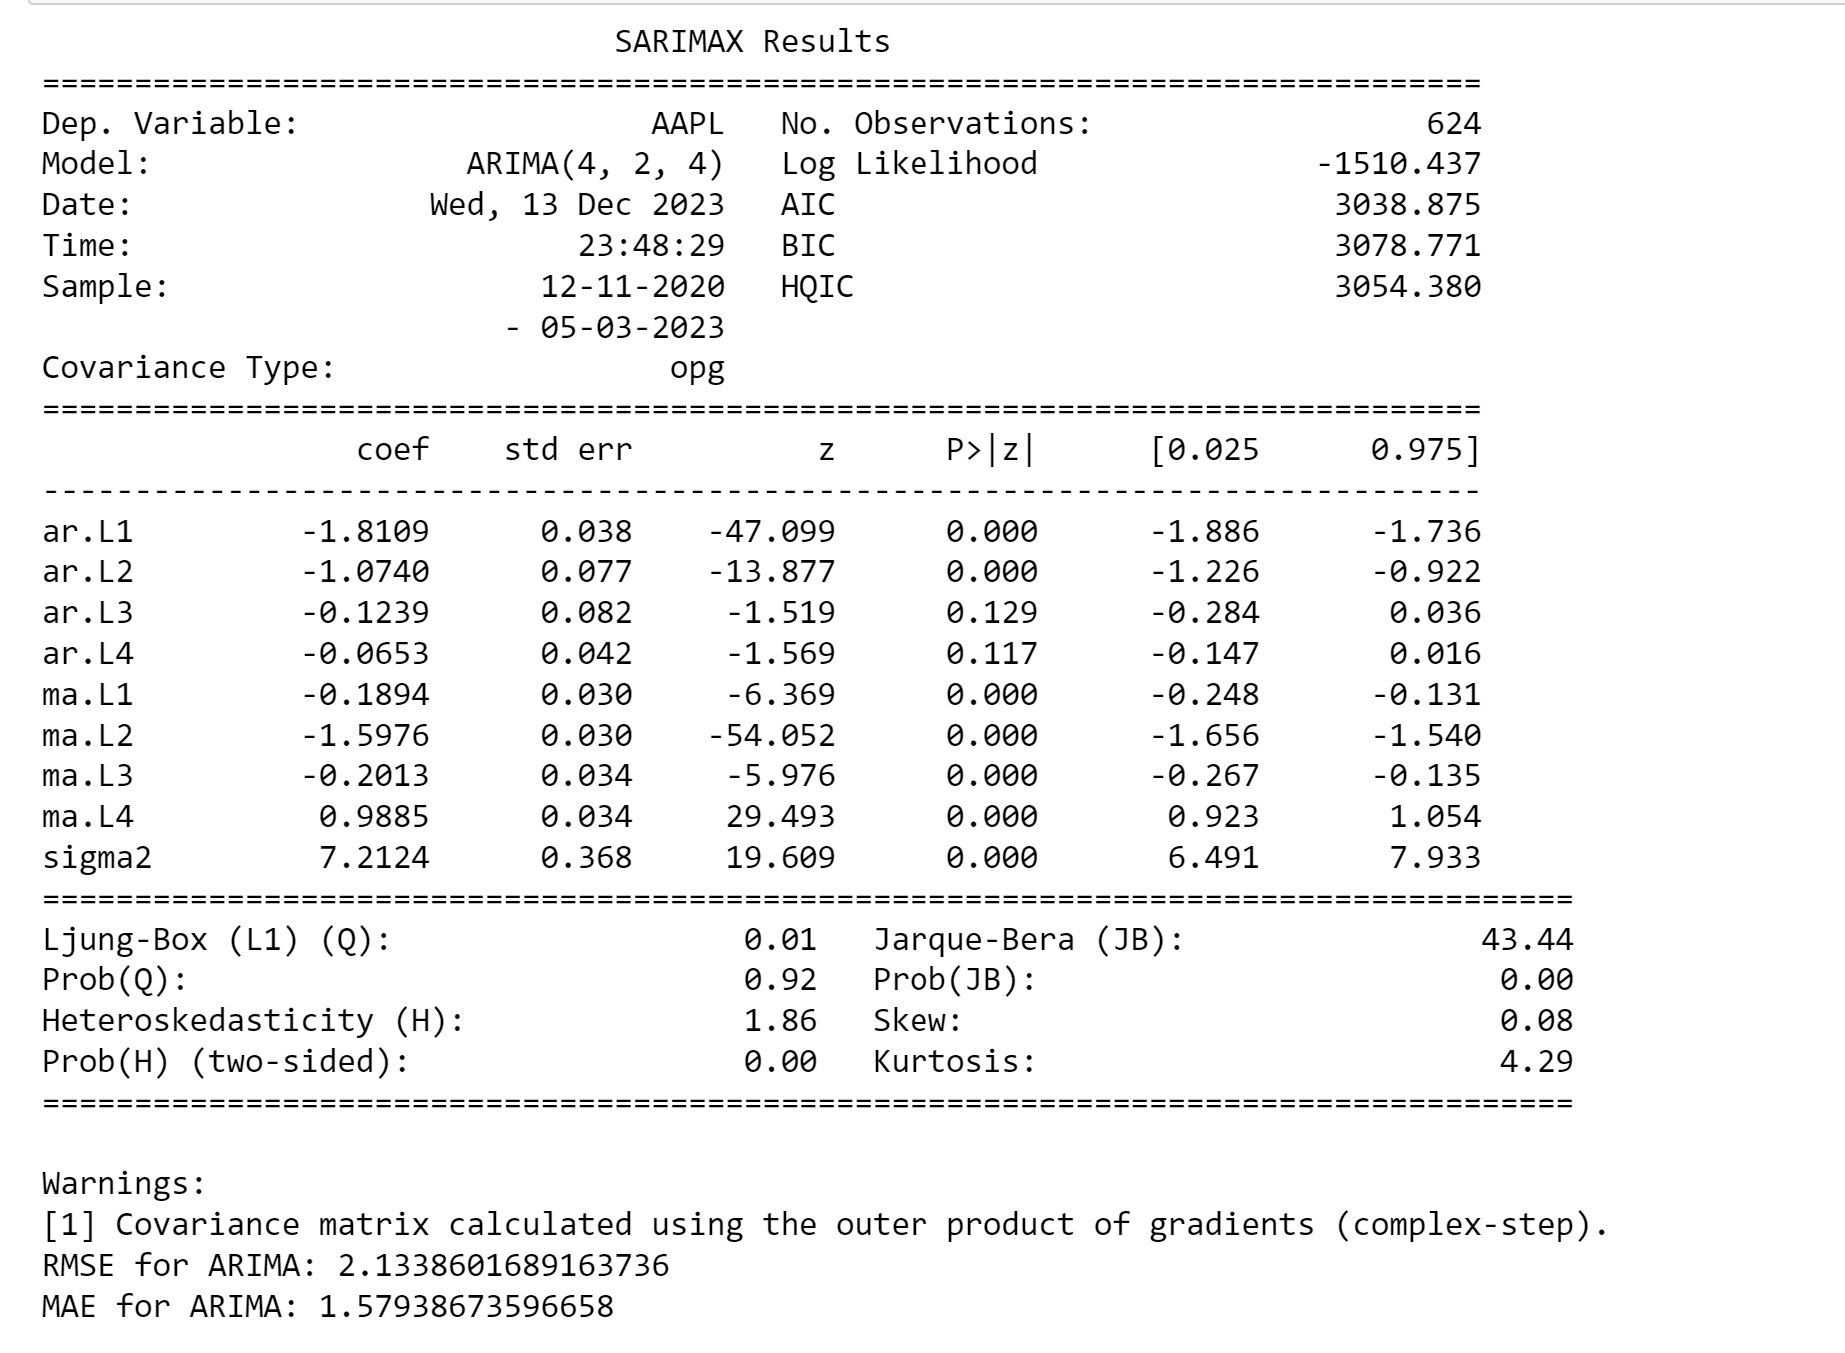 SARIMAX Results
==============================================================================
Dep. Variable:                   AAPL   No. Observations:                  624
Model:                 ARIMA(4, 2, 4)   Log Likelihood               -1510.437
Date:                Wed, 13 Dec 2023   AIC                           3038.875
Time:                        23:48:29   BIC                           3078.771
Sample:                    12-11-2020   HQIC                          3054.380
                         - 05-03-2023
Covariance Type:                  opg
==============================================================================
                 coef    std err          z      P>|z|      [0.025      0.975]
------------------------------------------------------------------------------
ar.L1         -1.8109      0.038    -47.099      0.000      -1.886      -1.736
ar.L2         -1.0740      0.077    -13.877      0.000      -1.226      -0.922
ar.L3         -0.1239      0.082     -1.519      0.129      -0.284       0.036
ar.L4         -0.0653      0.042     -1.569      0.117      -0.147       0.016
ma.L1         -0.1894      0.030     -6.369      0.000      -0.248      -0.131
ma.L2         -1.5976      0.030    -54.052      0.000      -1.656      -1.540
ma.L3         -0.2013      0.034     -5.976      0.000      -0.267      -0.135
ma.L4          0.9885      0.034     29.493      0.000       0.923       1.054
sigma2         7.2124      0.368     19.609      0.000       6.491       7.933
===================================================================================
Ljung-Box (L1) (Q):                   0.01   Jarque-Bera (JB):                43.44
Prob(Q):                              0.92   Prob(JB):                         0.00
Heteroskedasticity (H):               1.86   Skew:                             0.08
Prob(H) (two-sided):                  0.00   Kurtosis:                         4.29
===================================================================================
Warnings:
[1] Covariance matrix calculated using the outer product of gradients (complex-step).
RMSE for ARIMA: 2.1338601689163736
MAE for ARIMA: 1.57938673596658